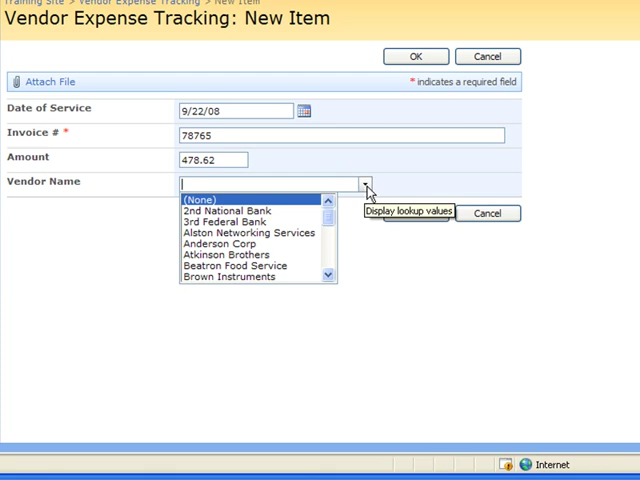 Training Site > Vendor Expense Tracking > New Item
Vendor Expense Tracking: New Item
OK Cancel
Attach File * indicates a required field
Date of Service 9/22/08
Invoice # * 78765
Amount 478.62
Vendor Name
(None)
Display lookup values Cancel
2nd National Bank
3rd Federal Bank
Alston Networking Services
Anderson Corp
Atkinson Brothers
Beatron Food Service
Brown Instruments
Internet